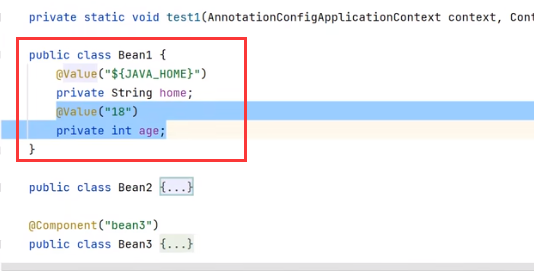 private static void test1(AnnotationConfigApplicationContext context, Cont
public class Bean1 {
@Value("${JAVA_HOME}")
private String home;
@Value("18")
private int age;
}
public class Bean2 {...}
@Component("bean3")
public class Bean3 {...}